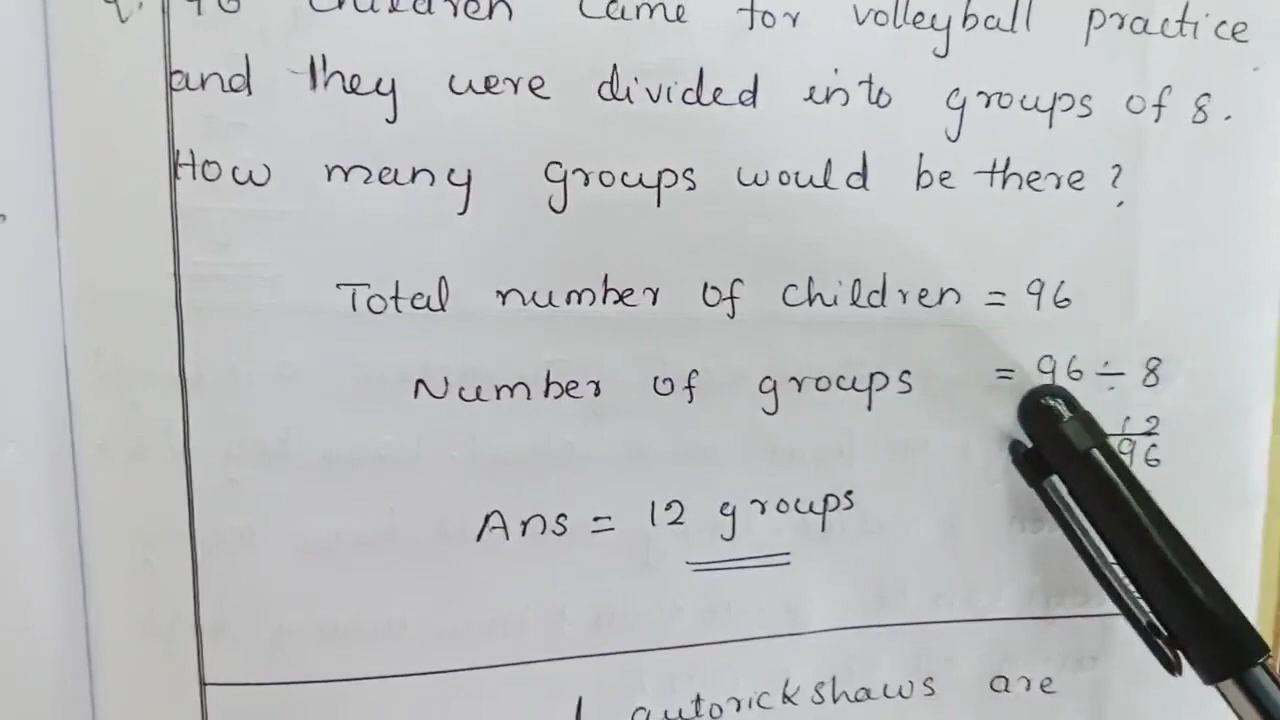 children came for volleyball practice
and they were divided into groups of 8.
How many groups would be there?
Total number of children = 96
Number of groups = 96 ÷ 8
12
96
Ans = 12 groups
autorickshaws are